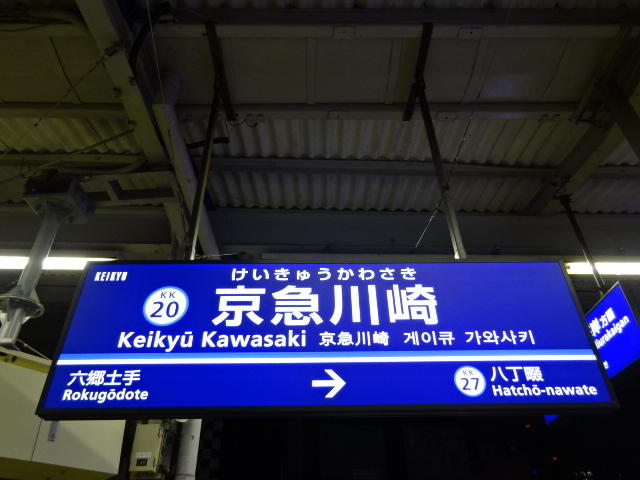 KEIKYU
けいきゅうかわさき
KK
20
京急川崎
Keikyū Kawasaki 京急川崎 게이큐 가와사키
六郷土手
Rokugōdote
→
KK
27
八丁畷
Hatchō-nawate
方面